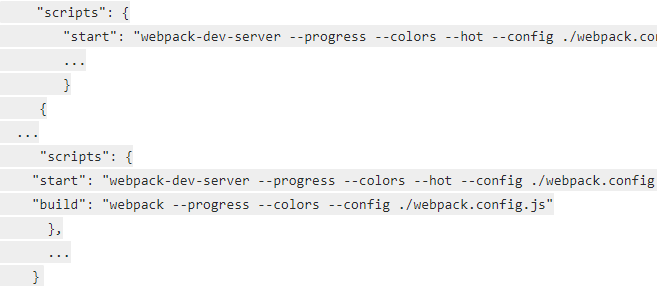 "scripts": {
"start": "webpack-dev-server --progress --colors --hot --config ./webpack.co
...
}
{
...
"scripts": {
"start": "webpack-dev-server --progress --colors --hot --config ./webpack.config
"build": "webpack --progress --colors --config ./webpack.config.js"
},
...
}